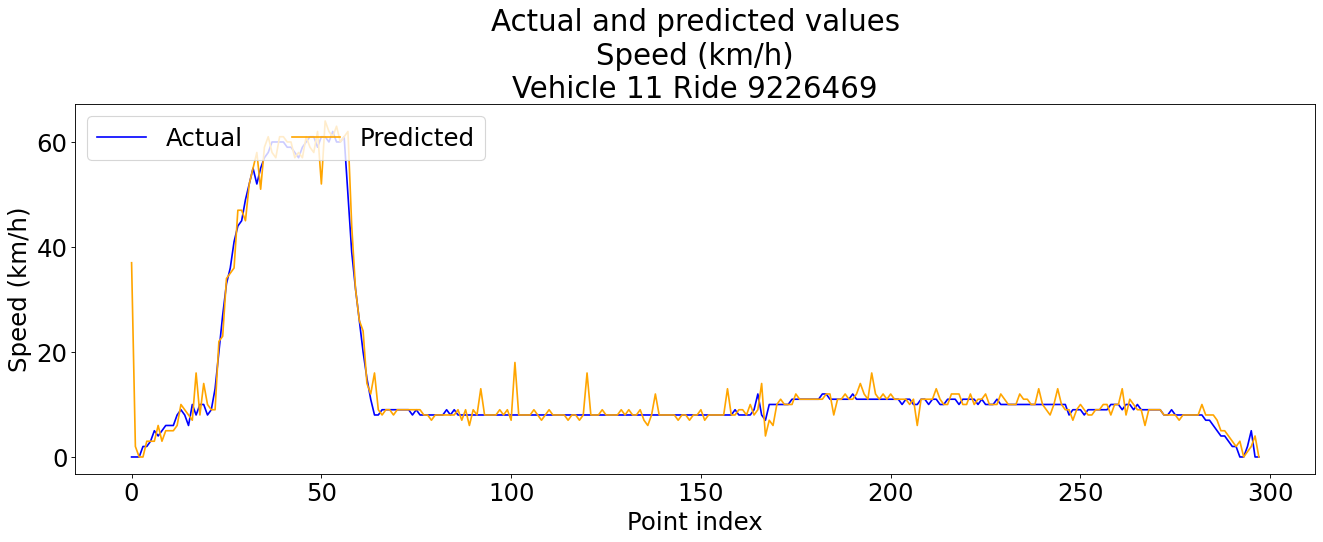 Actual and predicted values
Speed (km/h)
Vehicle 11 Ride 9226469
Actual Predicted
Speed (km/h)
60
40
20
0
0 50 100 150 200 250 300
Point index